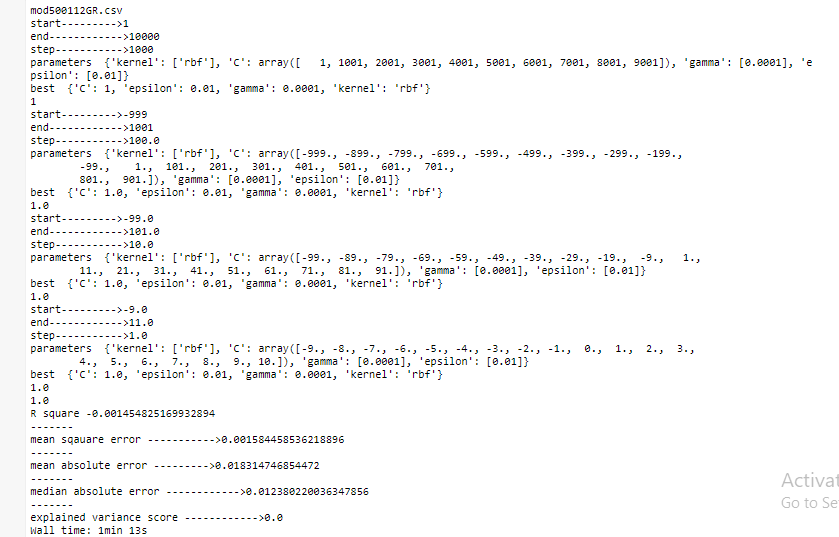 mod500112GR.csv
start--------->1
end------------>10000
step----------->1000
parameters  {'kernel': ['rbf'], 'C': array([   1, 1001, 2001, 3001, 4001, 5001, 6001, 7001, 8001, 9001]), 'gamma': [0.0001], 'e
psilon': [0.01]}
best  {'C': 1, 'epsilon': 0.01, 'gamma': 0.0001, 'kernel': 'rbf'}
1
start--------->-999
end------------>1001
step----------->100.0
parameters  {'kernel': ['rbf'], 'C': array([-999., -899., -799., -699., -599., -499., -399., -299., -199.,
        -99.,    1.,  101.,  201.,  301.,  401.,  501.,  601.,  701.,
        801.,  901.]), 'gamma': [0.0001], 'epsilon': [0.01]}
best  {'C': 1.0, 'epsilon': 0.01, 'gamma': 0.0001, 'kernel': 'rbf'}
1.0
start--------->-99.0
end------------>101.0
step----------->10.0
parameters  {'kernel': ['rbf'], 'C': array([-99., -89., -79., -69., -59., -49., -39., -29., -19.,  -9.,   1.,
        11.,  21.,  31.,  41.,  51.,  61.,  71.,  81.,  91.]), 'gamma': [0.0001], 'epsilon': [0.01]}
best  {'C': 1.0, 'epsilon': 0.01, 'gamma': 0.0001, 'kernel': 'rbf'}
1.0
start--------->-9.0
end------------>11.0
step----------->1.0
parameters  {'kernel': ['rbf'], 'C': array([-9., -8., -7., -6., -5., -4., -3., -2., -1.,  0.,  1.,  2.,  3.,
        4.,  5.,  6.,  7.,  8.,  9., 10.]), 'gamma': [0.0001], 'epsilon': [0.01]}
best  {'C': 1.0, 'epsilon': 0.01, 'gamma': 0.0001, 'kernel': 'rbf'}
1.0
1.0
R square -0.001454825169932894
-------
mean sqauare error ----------->0.001584458536218896
-------
mean absolute error --------->0.018314746854472
-------
median absolute error ------------>0.012380220036347856
-------
explained variance score ------------>0.0
Wall time: 1min 13s
Activat
Go to Se